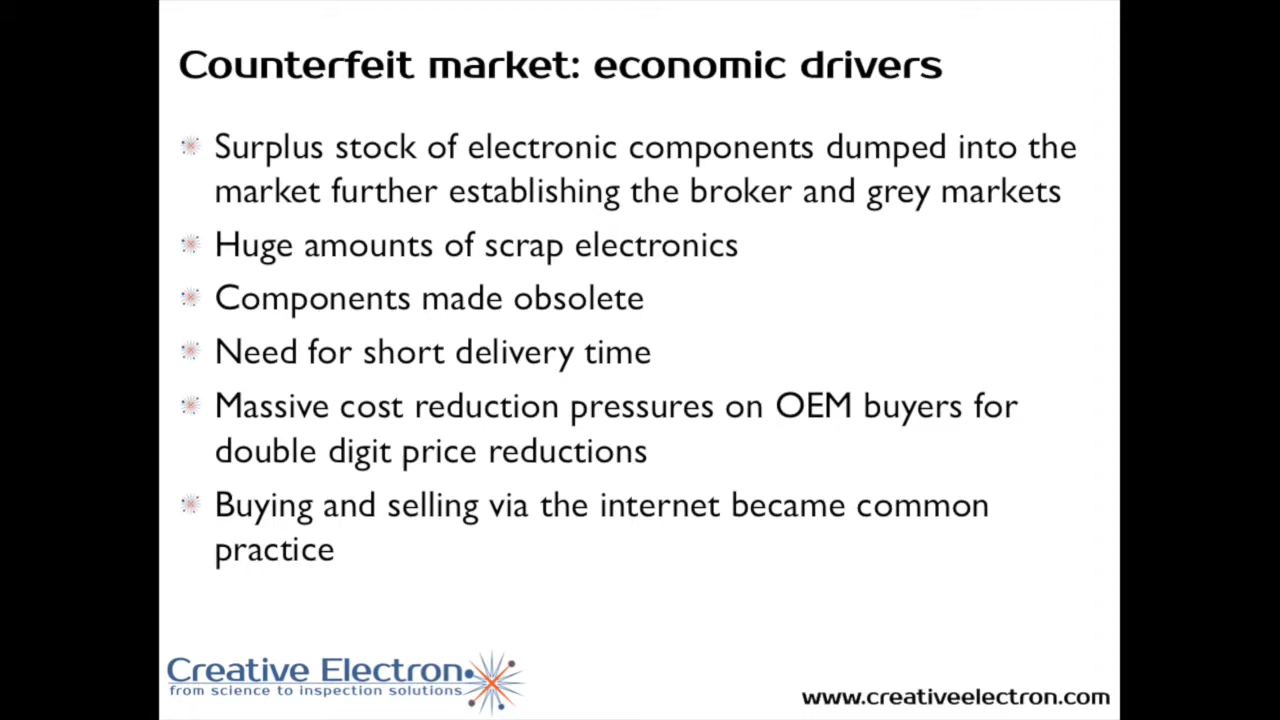 Counterfeit market: economic drivers
Surplus stock of electronic components dumped into the
market further establishing the broker and grey markets
Huge amounts of scrap electronics
Components made obsolete
Need for short delivery time
Massive cost reduction pressures on OEM buyers for
double digit price reductions
Buying and selling via the internet became common
practice
Creative Electron
from science to inspection solutions
www.creativeelectron.com